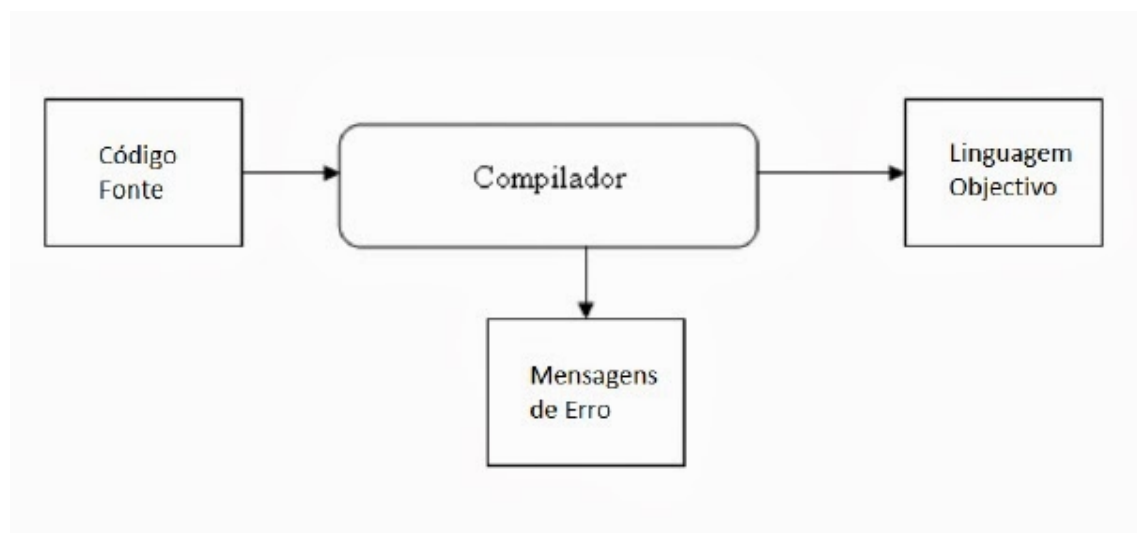 Código
Fonte
Compilador
Linguagem
Objectivo
Mensagens
de Erro